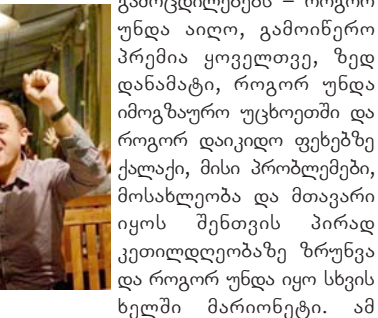 გამოცდილებებს – როგორ
უნდა აიღო, გამოიწერო
პრემია ყოველთვე, ზედ
დანამატი, როგორ უნდა
იმოგზაურო უცხოეთში და
როგორ დაიკიდო ფეხებზე
ქალაქი, მისი პრობლემები,
მოსახლეობა და მთავარი
იყოს შენთვის პირად
კეთილდღეობაზე ზრუნვა
და როგორ უნდა იყო სხვის
ხელში მარიონეტი. ამ